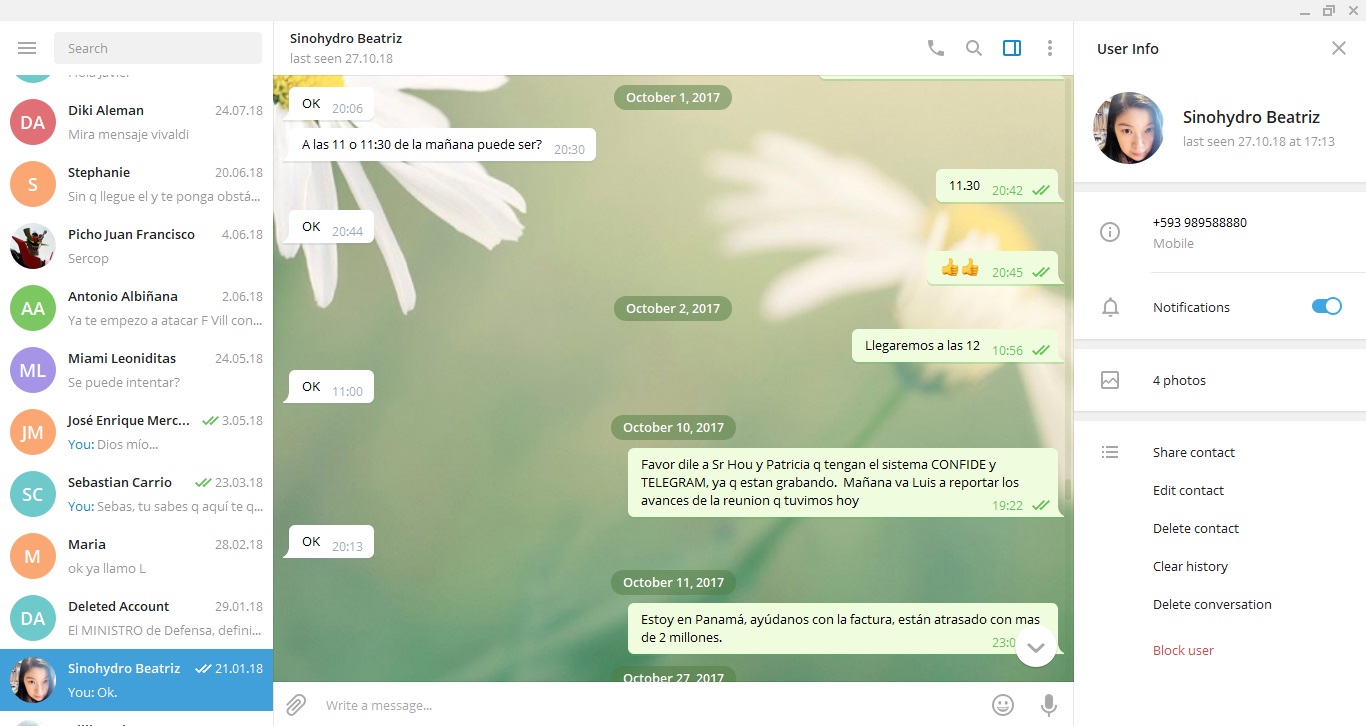 Search
Diki Aleman 24.07.18
Mira mensaje vivaldi
Stephanie 20.06.18
Sin q llegue el y te ponga obstá...
Picho Juan Francisco 4.06.18
Sercop
Antonio Albiñana 2.06.18
Ya te empezo a atacar F Vill con...
Miami Leoniditas 24.05.18
Se puede intentar?
José Enrique Merc... 3.05.18
You: Dios mío...
Sebastian Carrio 23.03.18
You: Sebas, tu sabes q aquí te q...
Maria 28.02.18
ok ya llamo L
Deleted Account 29.01.18
El MINISTRO de Defensa, defini...
Sinohydro Beatriz 21.01.18
You: Ok.
DA
S
AA
ML
JM
SC
M
DA
Sinohydro Beatriz
last seen 27.10.18
OK 20:06
October 1, 2017
A las 11 o 11:30 de la mañana puede ser? 20:30
11.30 20:42
OK 20:44
👍👍 20:45
October 2, 2017
Llegaremos a las 12 10:56
OK 11:00
October 10, 2017
Favor dile a Sr Hou y Patricia q tengan el sistema CONFIDE y
TELEGRAM, ya q estan grabando. Mañana va Luis a reportar los
avances de la reunion q tuvimos hoy 19:22
OK 20:13
October 11, 2017
Estoy en Panamá, ayúdanos con la factura, están atrasado con mas
de 2 millones.
October 27, 2017
Write a message...
User Info
Sinohydro Beatriz
last seen 27.10.18 at 17:13
+593 989588880
Mobile
Notifications
4 photos
Share contact
Edit contact
Delete contact
Clear history
Delete conversation
Block user